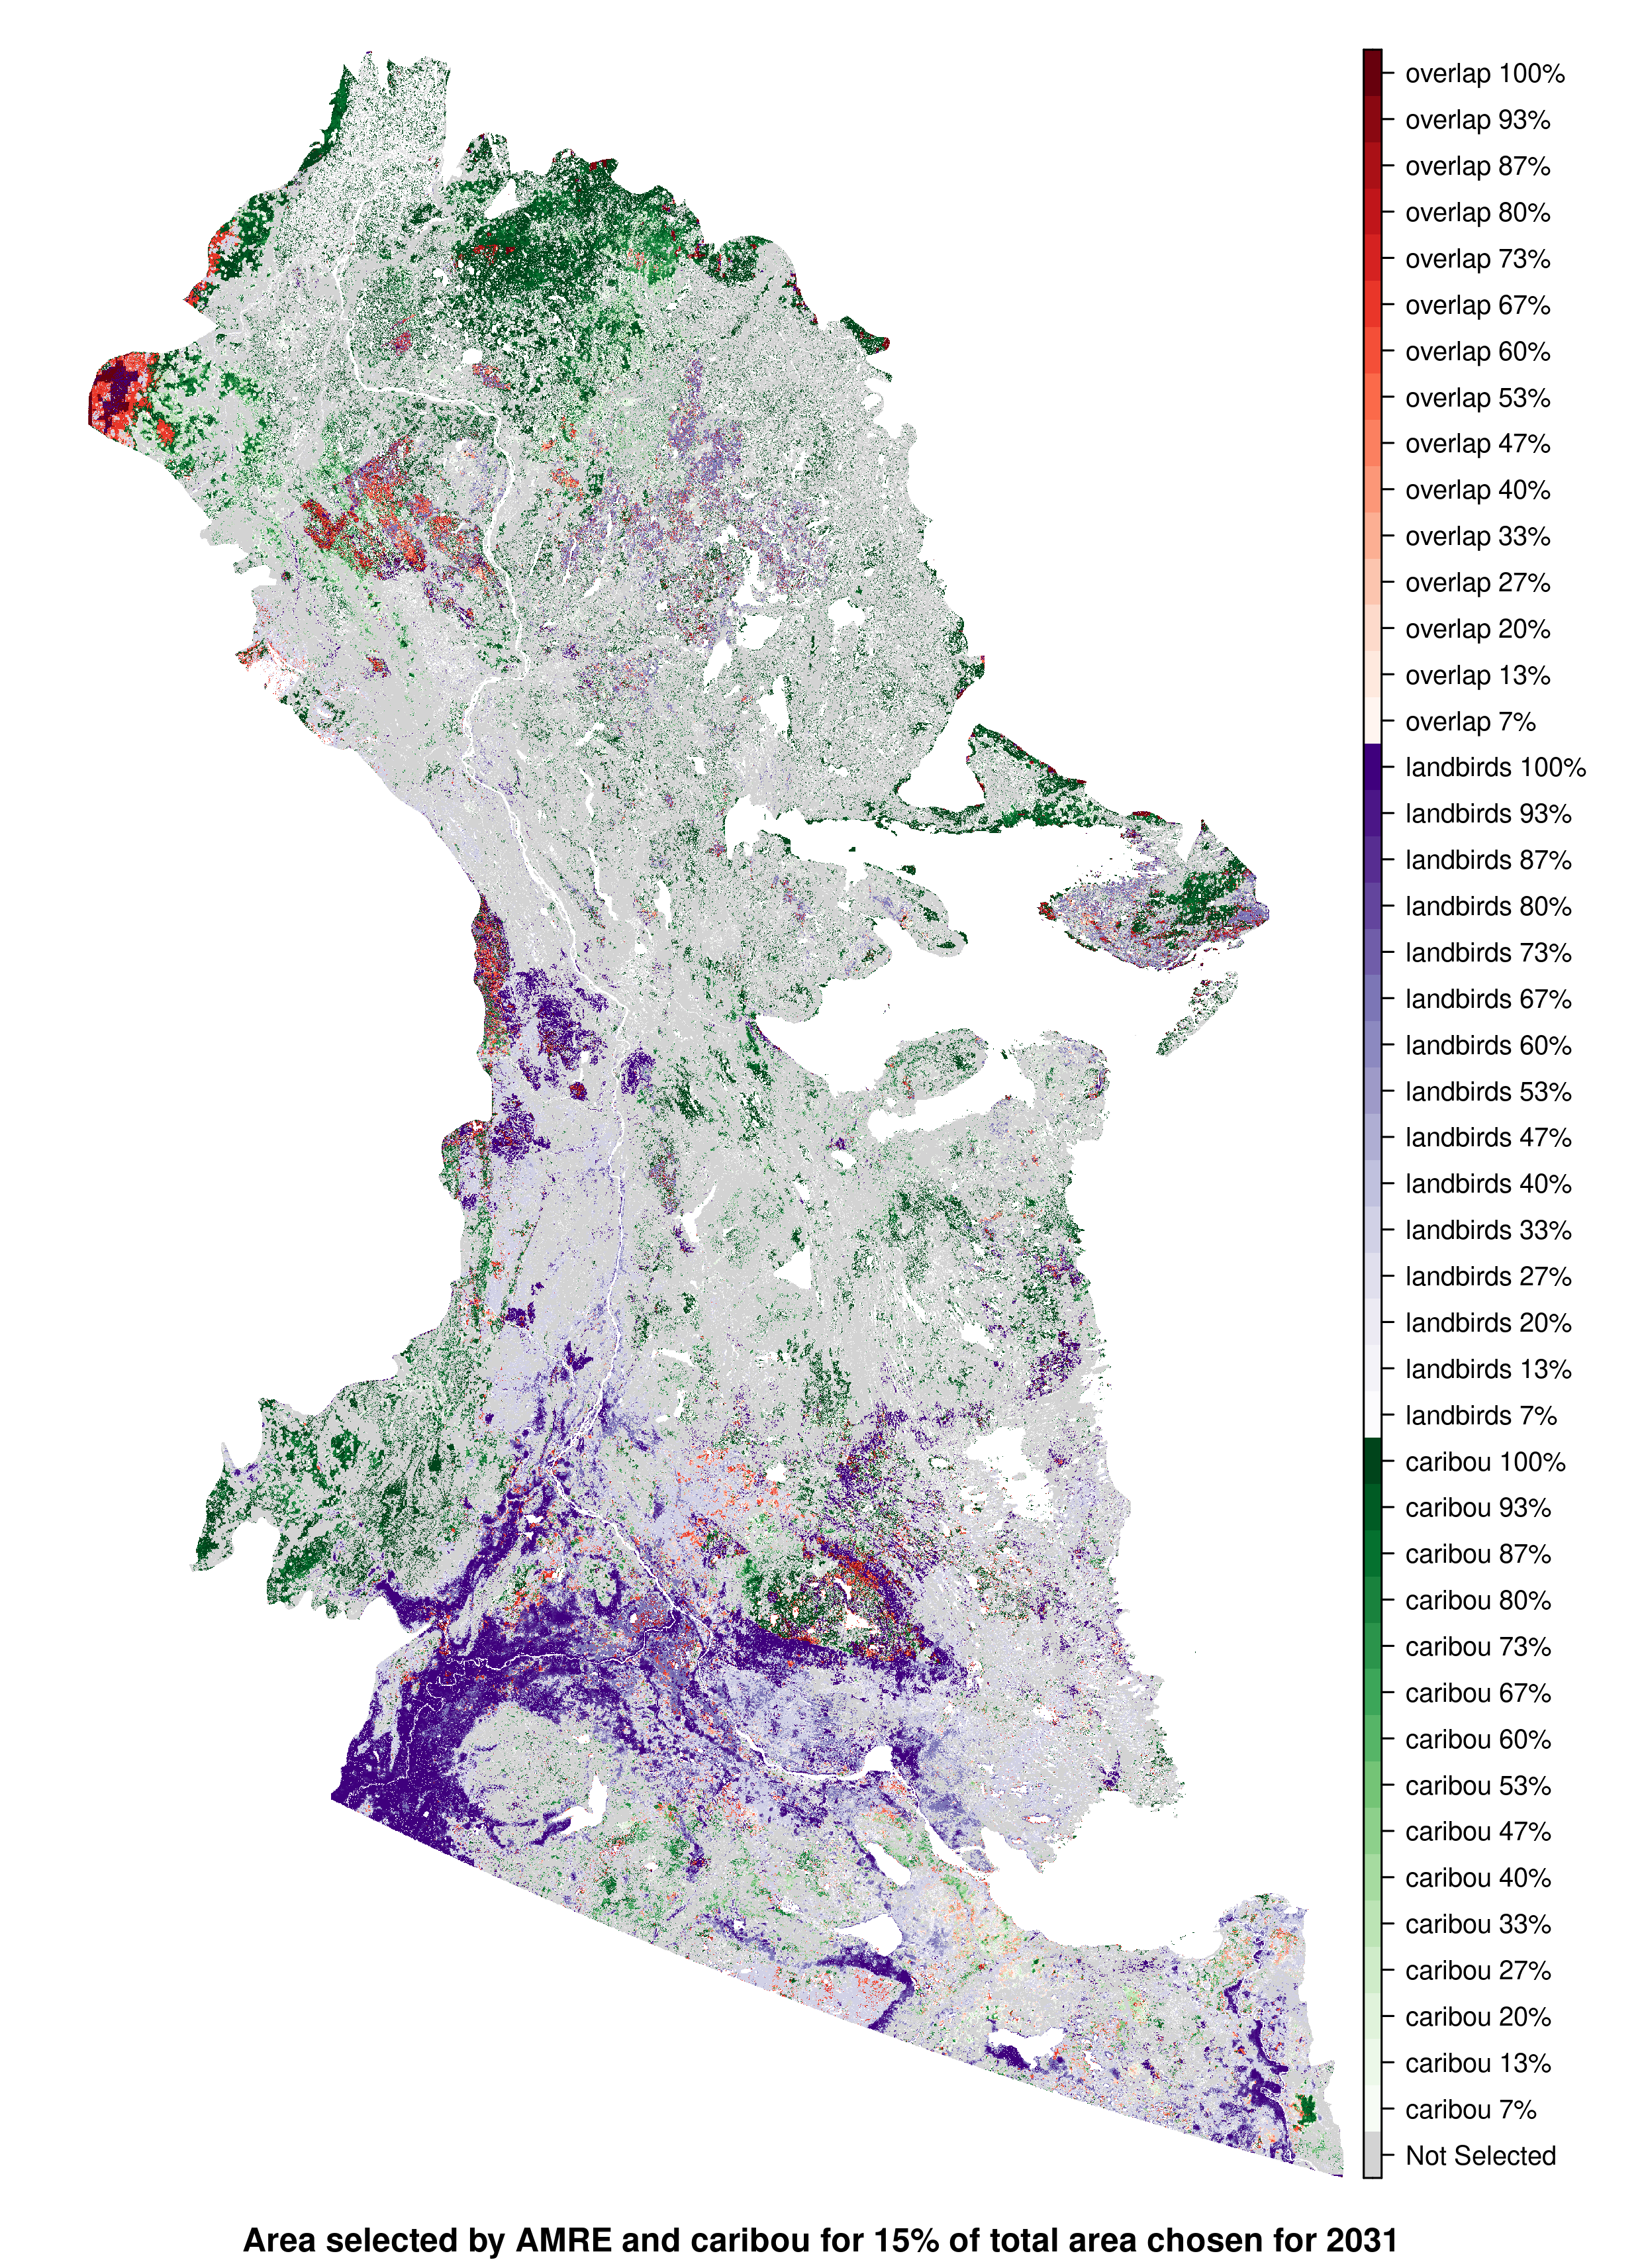 overlap 100%
overlap 93%
overlap 87%
overlap 80%
overlap 73%
overlap 67%
overlap 60%
overlap 53%
overlap 47%
overlap 40%
overlap 33%
overlap 27%
overlap 20%
overlap 13%
overlap 7%
landbirds 100%
landbirds 93%
landbirds 87%
landbirds 80%
landbirds 73%
landbirds 67%
landbirds 60%
landbirds 53%
landbirds 47%
landbirds 40%
landbirds 33%
landbirds 27%
landbirds 20%
landbirds 13%
landbirds 7%
caribou 100%
caribou 93%
caribou 87%
caribou 80%
caribou 73%
caribou 67%
caribou 60%
caribou 53%
caribou 47%
caribou 40%
caribou 33%
caribou 27%
caribou 20%
caribou 13%
caribou 7%
Not Selected
Area selected by AMRE and caribou for 15% of total area chosen for 2031